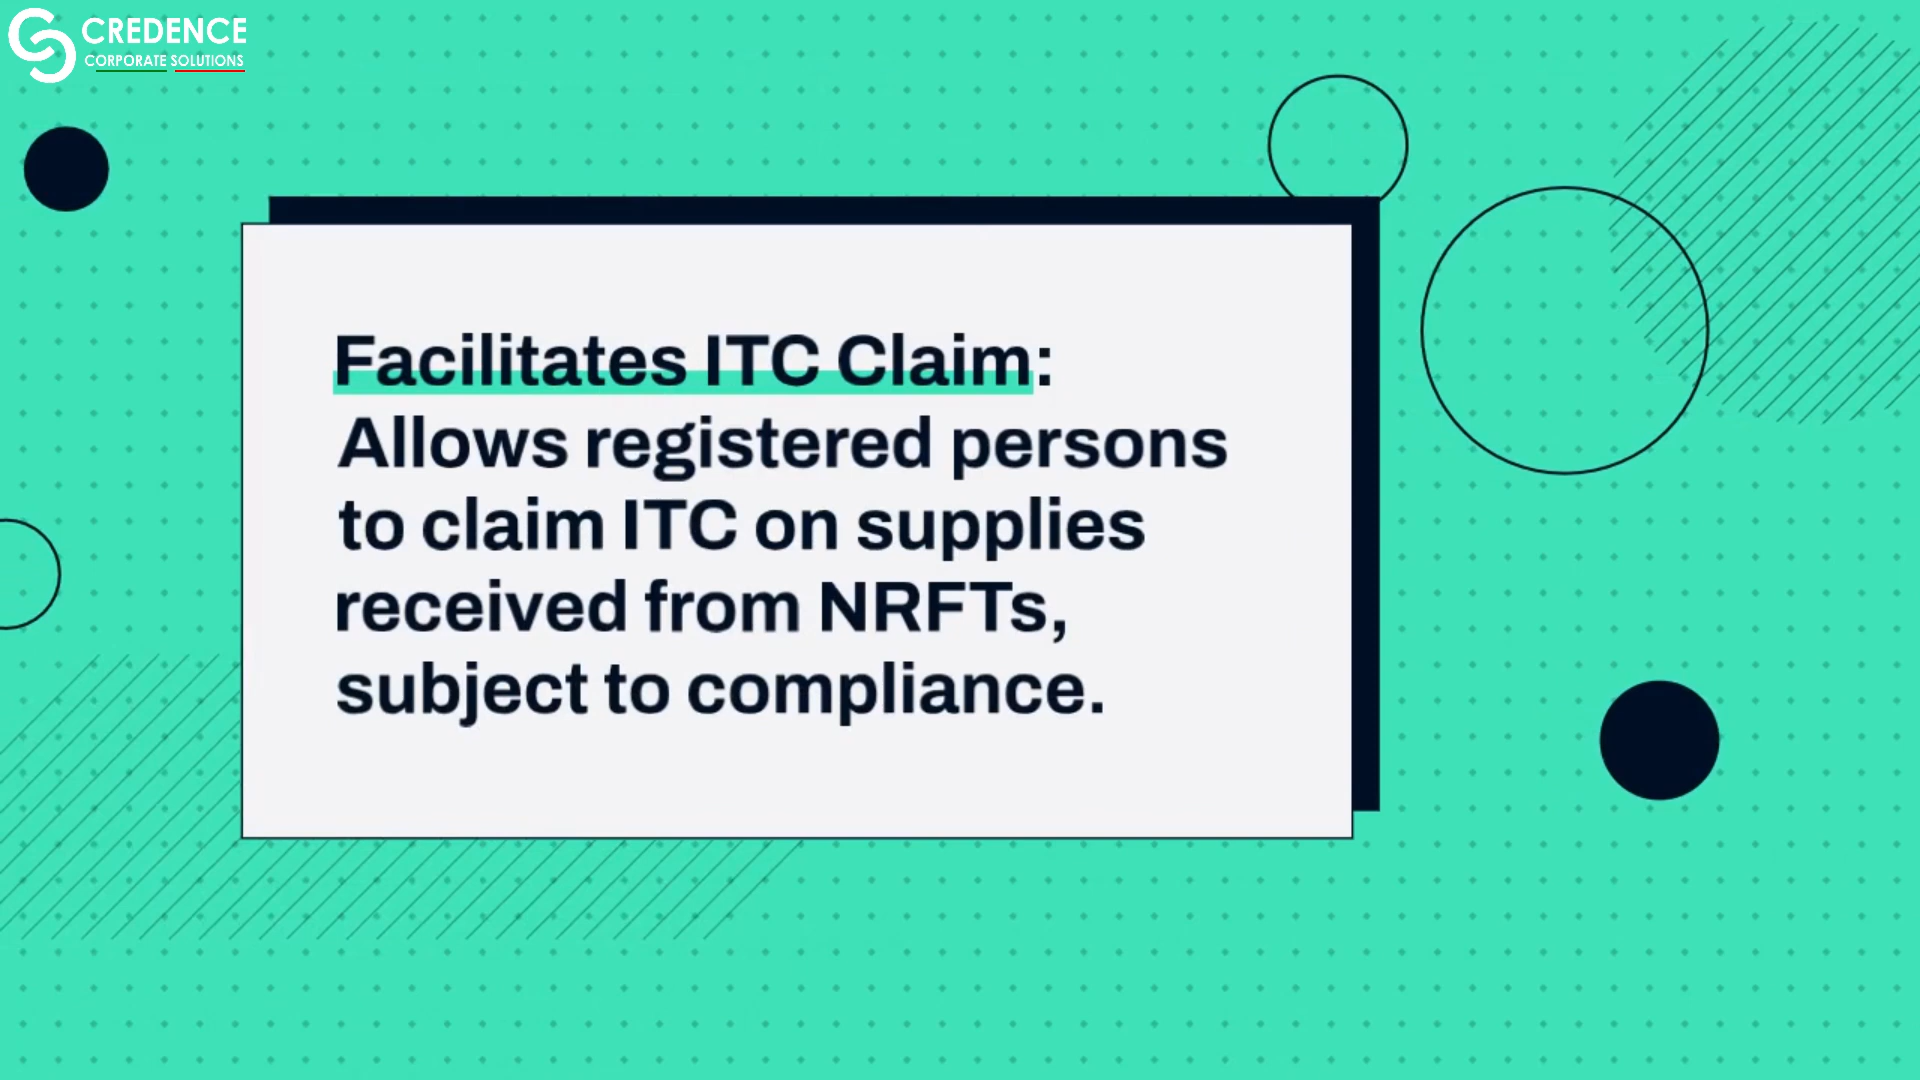 CREDENCE
CORPORATE SOLUTIONS
Facilitates ITC Claim:
Allows registered persons
to claim ITC on supplies
received from NRFTs,
subject to compliance.